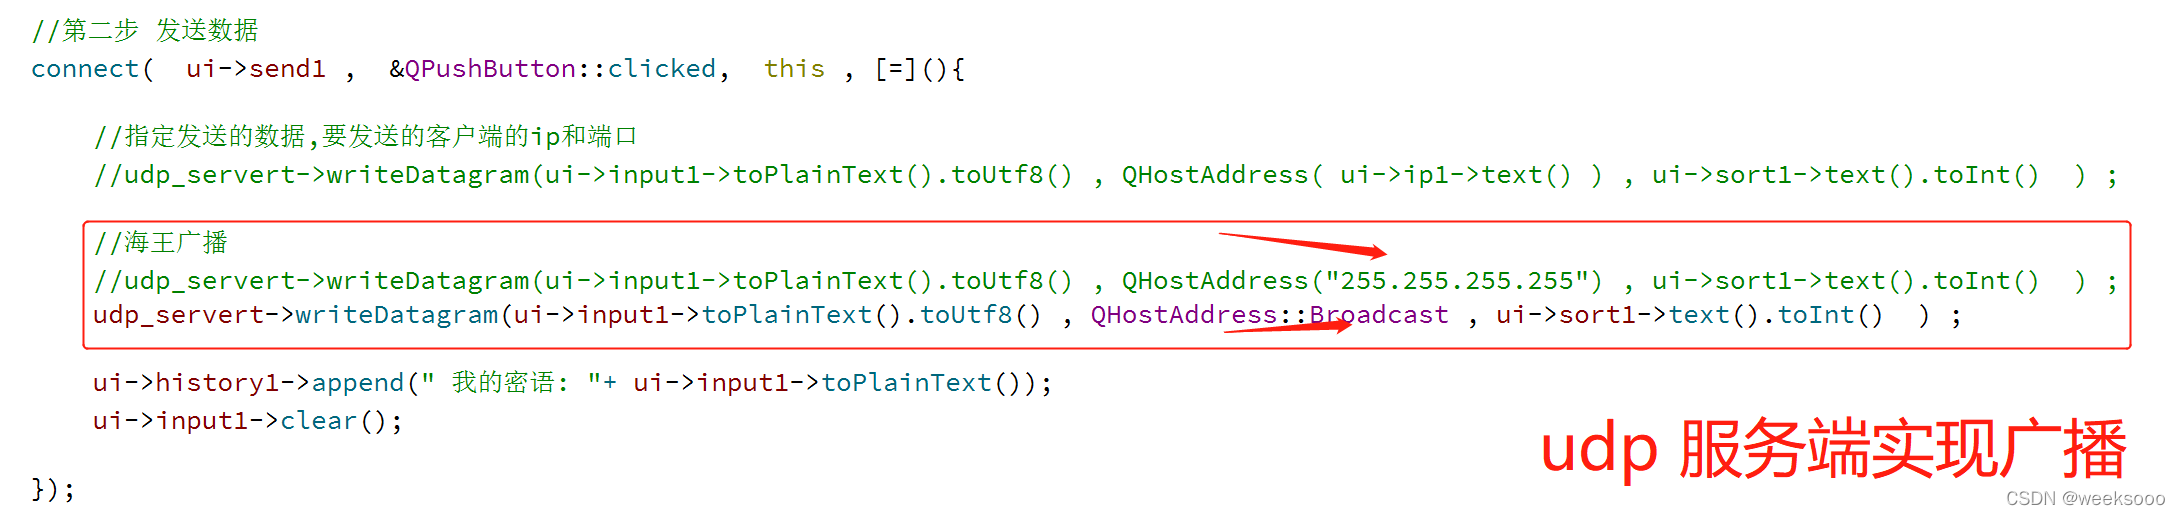 //第二步 发送数据
connect(  ui->send1 ,  &QPushButton::clicked,  this , [=](){
//指定发送的数据,要发送的客户端的ip和端口
//udp_servert->writeDatagram(ui->input1->toPlainText().toUtf8() , QHostAddress( ui->ip1->text() ) , ui->sort1->text().toInt()  ) ;
//海王广播
//udp_servert->writeDatagram(ui->input1->toPlainText().toUtf8() , QHostAddress("255.255.255.255") , ui->sort1->text().toInt()  ) ;
udp_servert->writeDatagram(ui->input1->toPlainText().toUtf8() , QHostAddress::Broadcast , ui->sort1->text().toInt()  ) ;
ui->history1->append(" 我的密语: "+ ui->input1->toPlainText());
ui->input1->clear();
udp 服务端实现广播
});
CSDN @weeksooo